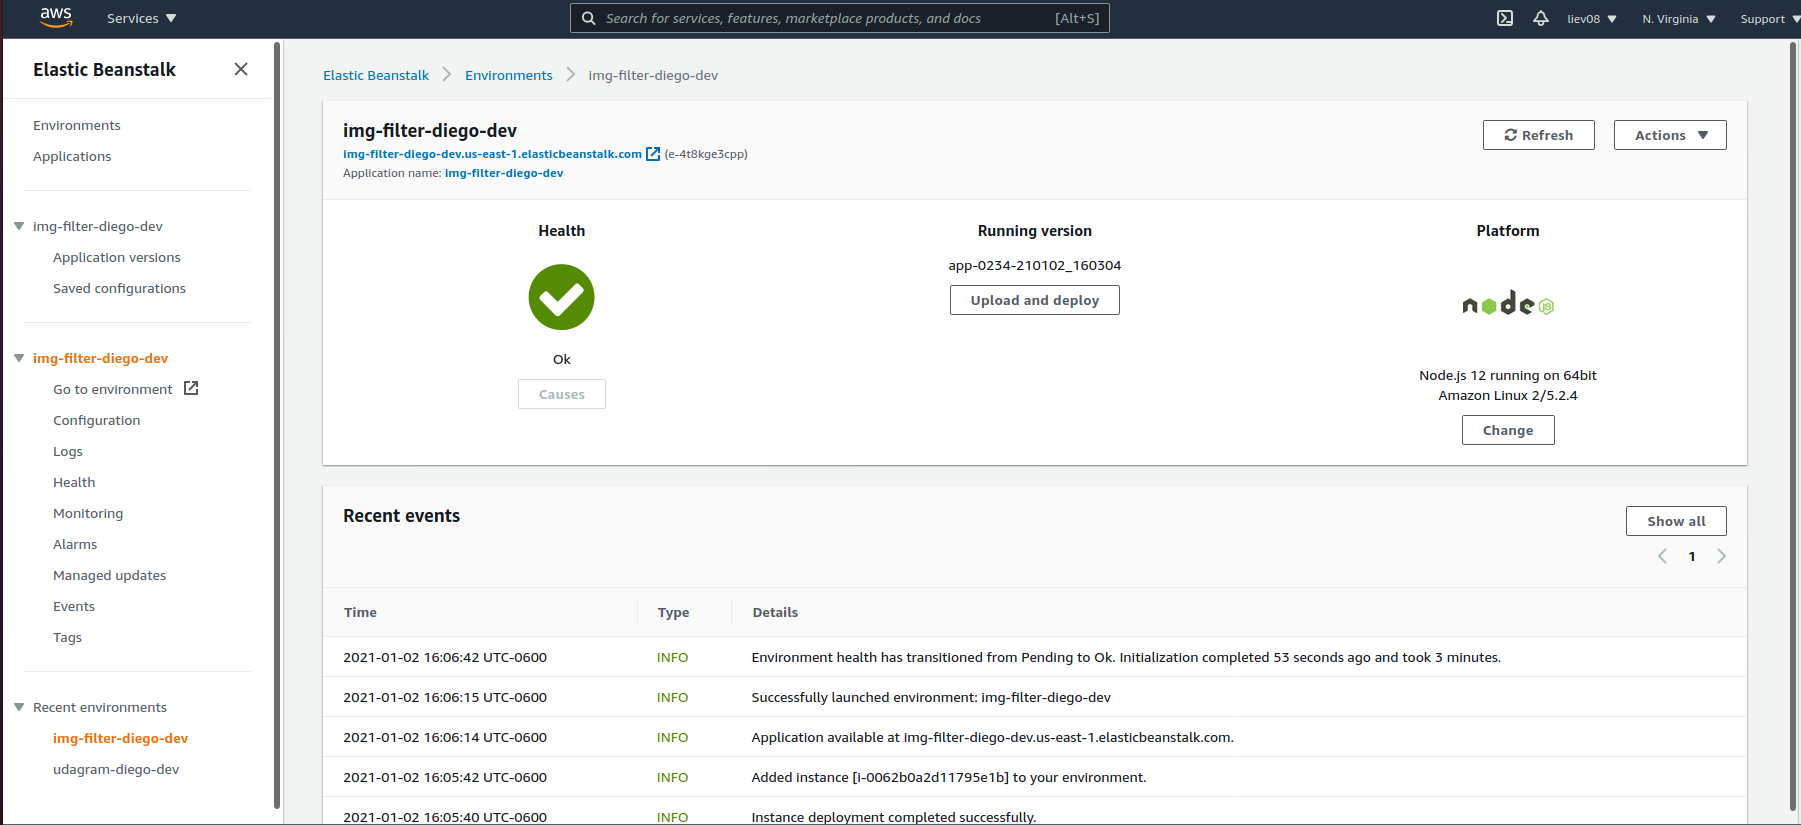 aws
Services
Search for services, features, marketplace products, and docs [Alt+S]
liev08
N. Virginia
Support
Elastic Beanstalk
Environments
Applications
img-filter-diego-dev
Application versions
Saved configurations
img-filter-diego-dev
Go to environment
Configuration
Logs
Health
Monitoring
Alarms
Managed updates
Events
Tags
Recent environments
img-filter-diego-dev
udagram-diego-dev
Elastic Beanstalk > Environments > img-filter-diego-dev
img-filter-diego-dev
img-filter-diego-dev.us-east-1.elasticbeanstalk.com (e-4t8kge3cpp)
Application name: img-filter-diego-dev
Refresh
Actions
Health
Ok
Causes
Running version
app-0234-210102_160304
Upload and deploy
Platform
node JS
Node.js 12 running on 64bit
Amazon Linux 2/5.2.4
Change
Recent events
Show all
1
Time Type Details
2021-01-02 16:06:42 UTC-0600 INFO Environment health has transitioned from Pending to Ok. Initialization completed 53 seconds ago and took 3 minutes.
2021-01-02 16:06:15 UTC-0600 INFO Successfully launched environment: img-filter-diego-dev
2021-01-02 16:06:14 UTC-0600 INFO Application available at img-filter-diego-dev.us-east-1.elasticbeanstalk.com.
2021-01-02 16:05:42 UTC-0600 INFO Added instance [i-0062b0a2d11795e1b] to your environment.
2021-01-02 16:05:40 UTC-0600 INFO Instance deployment completed successfully.